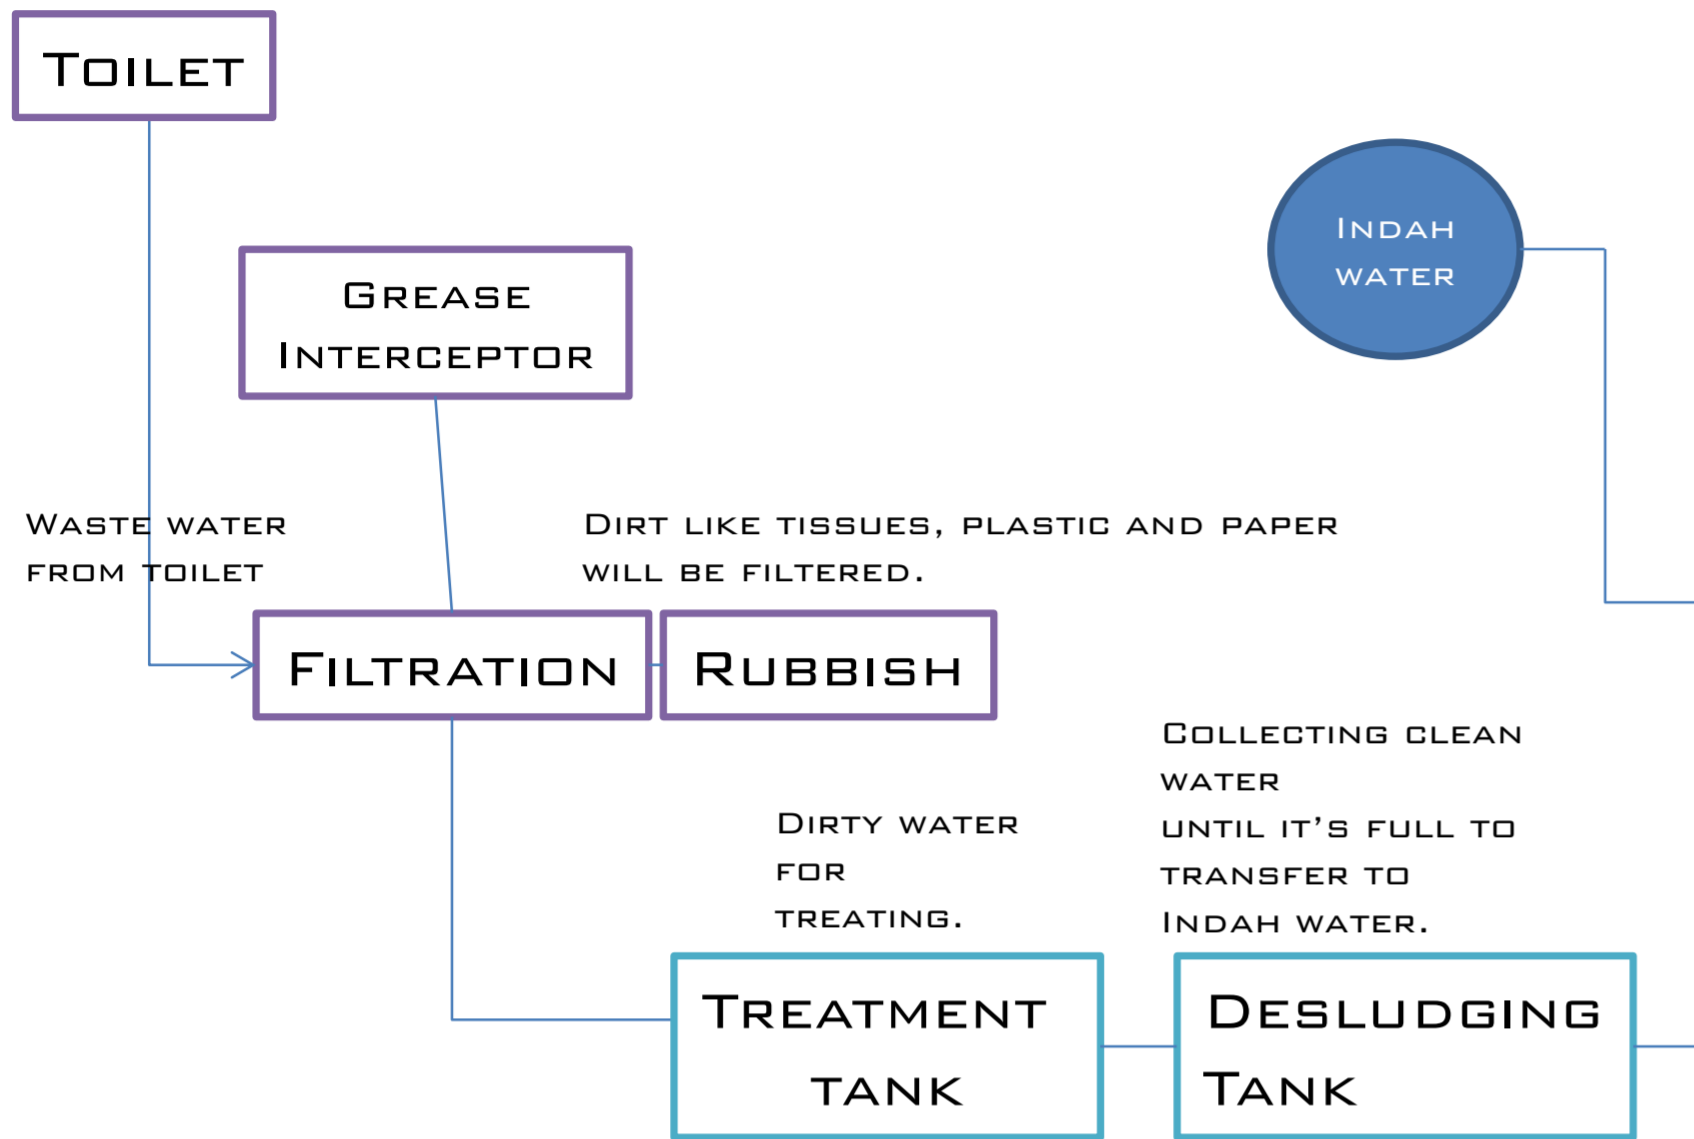 Toilet
Indah
water
Grease
Interceptor
Waste water
from toilet
Dirt like tissues, plastic and paper
will be filtered.
Filtration
Rubbish
Collecting clean
water
until it's full to
transfer to
Indah water.
Dirty water
for
treating.
Treatment
tank
Desludging
Tank